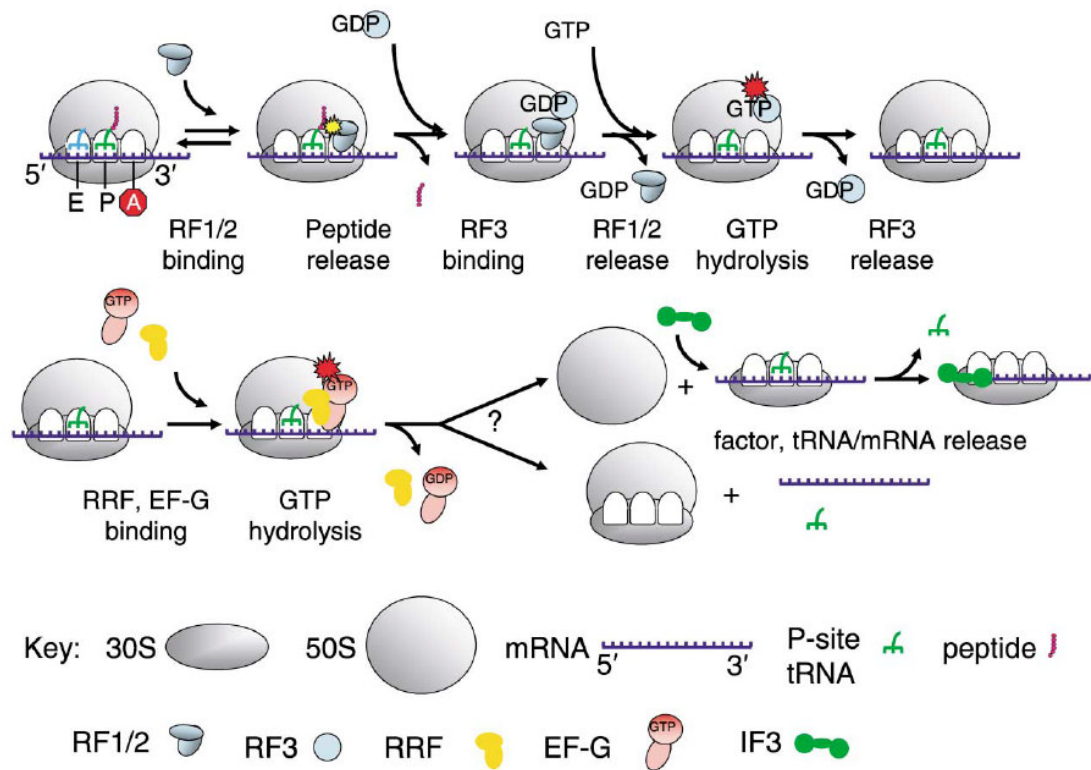 GDP
GTP
GDP
GTP
5′ 3′
E P A
GDP
GDP
RF1/2 binding
Peptide release
RF3 binding
RF1/2 release
GTP hydrolysis
RF3 release
GTP
GTP
?
GDP
RRF, EF-G binding
GTP hydrolysis
+
factor, tRNA/mRNA release
+
Key: 30S 50S mRNA 5′ 3′ P-site tRNA peptide
RF1/2 RF3 RRF EF-G GTP IF3